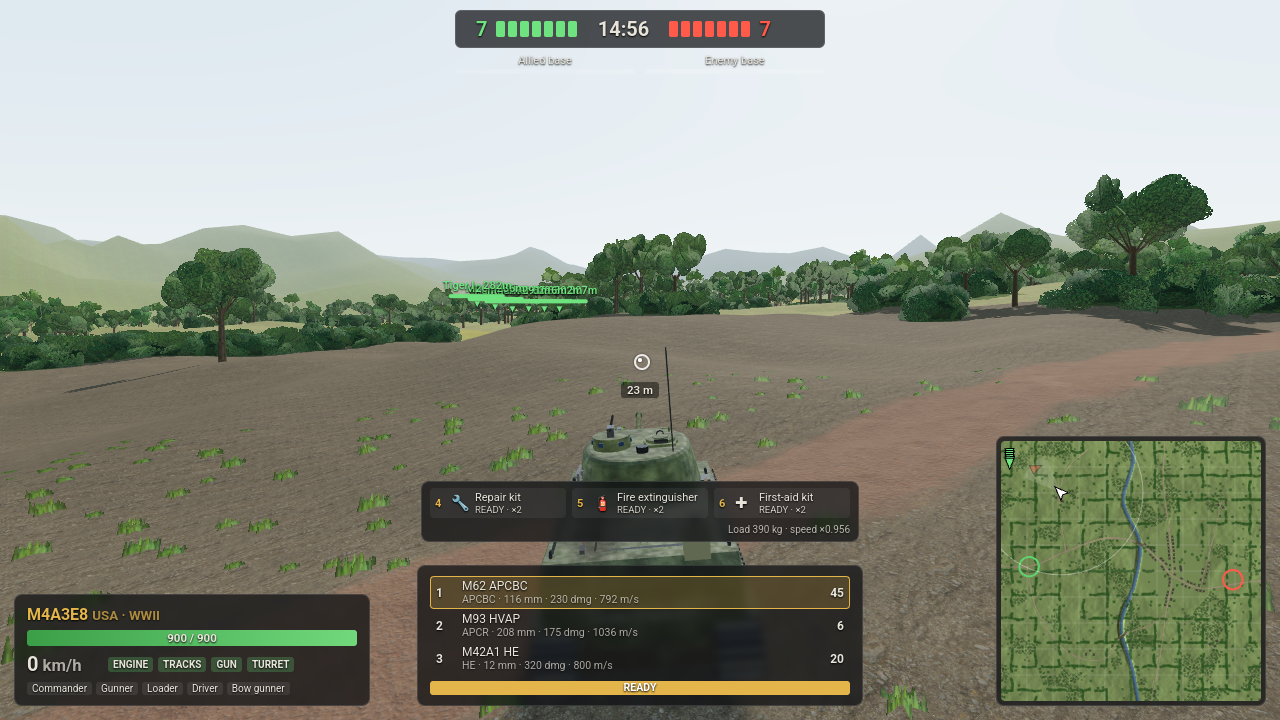 7 14:56 7
Allied base Enemy base
23 m
4 Repair kit
READY · ×2
5 Fire extinguisher
READY · ×2
6 First-aid kit
READY · ×2
Load 390 kg · speed ×0.956
1 M62 APCBC 45
APCBC · 116 mm · 230 dmg · 792 m/s
2 M93 HVAP 6
APCR · 208 mm · 175 dmg · 1036 m/s
3 M42A1 HE 20
HE · 12 mm · 320 dmg · 800 m/s
READY
M4A3E8 USA · WWII
900 / 900
0 km/h ENGINE TRACKS GUN TURRET
Commander Gunner Loader Driver Bow gunner